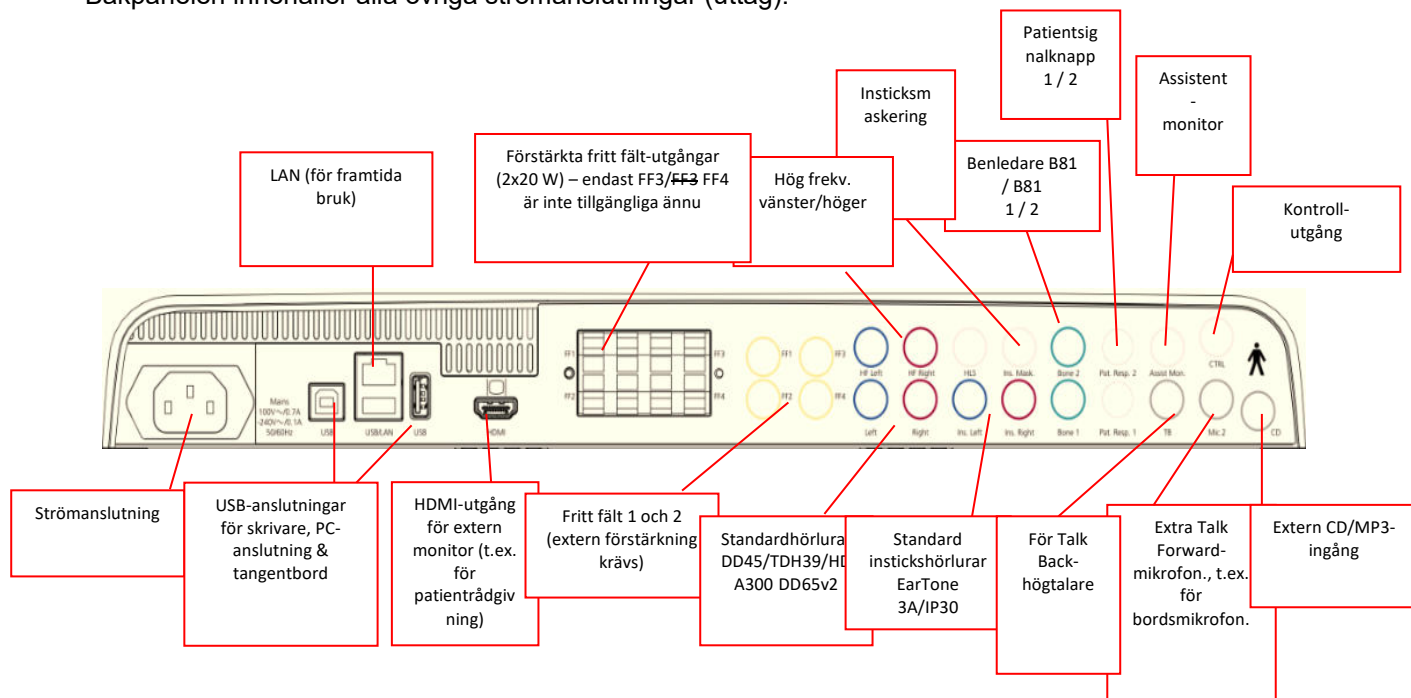 Bakpanelen innehåller alla övriga strömanslutningar (uttag).
Patientsig
nalknapp
1 / 2
Assistent
-
monitor
Insticksm
askering
Förstärkta fritt fält-utgångar
(2x20 W) – endast FF3/FF3 FF4
är inte tillgängliga ännu
Hög frekv.
vänster/höger
Benledare B81
/ B81
1 / 2
LAN (för framtida
bruk)
Kontroll-
utgång
FF1
FF3
FF2
FF4
FF1
FF3
FF2
FF4
HF Left
HF Right
HLS
Ins. Mask.
Bone 2
Pat. Resp. 2
Assist Mon.
CTRL
Mains
100V~/0.7A
-240V~/0.1A
50/60Hz
USB
USB/LAN
USB
HDMI
Left
Right
Ins. Left
Ins. Right
Bone 1
Pat. Resp. 1
TB
Mic.2
CD
Strömanslutning
USB-anslutningar
för skrivare, PC-
anslutning &
tangentbord
HDMI-utgång
för extern
monitor (t.ex.
för
patientrådgiv
ning)
Fritt fält 1 och 2
(extern förstärkning
krävs)
Standardhörlurar
DD45/TDH39/HD
A300 DD65v2
Standard
instickshörlurar
EarTone
3A/IP30
För Talk
Back-
högtalare
Extra Talk
Forward-
mikrofon., t.ex.
för
bordsmikrofon.
Extern CD/MP3-
ingång